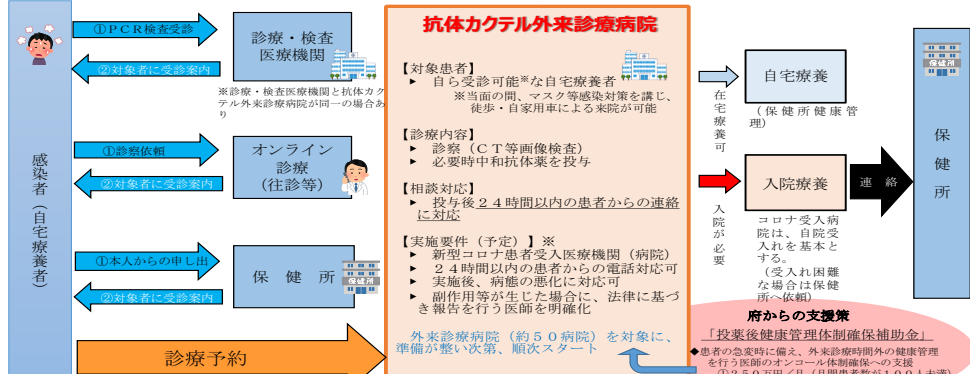 感染者（自宅療養者）
①ＰＣＲ検査受診
②対象者に受診案内
診療・検査
医療機関
※診療・検査医療機関と抗体カク
テル外来診療病院が同一の場合あ
り
①診察依頼
②対象者に受診案内
オンライン
診療
（往診等）
①本人からの申し出
②対象者に受診案内
保健所
保健所
診療予約
抗体カクテル外来診療病院
【対象患者】
▶ 自ら受診可能※な自宅療養者
※当面の間、マスク等感染対策を講じ、
徒歩・自家用車による来院が可能
【診療内容】
▶ 診察（ＣＴ等画像検査）
▶ 必要時中和抗体薬を投与
【相談対応】
▶ 投与後２４時間以内の患者からの連絡
に対応
【実施要件（予定）】※
▶ 新型コロナ患者受入医療機関（病院）
▶ ２４時間以内の患者からの電話対応可
▶ 実施後、病態の悪化に対応可
▶ 副作用等が生じた場合に、法律に基づ
き報告を行う医師を明確化
外来診療病院（約５０病院）を対象に、
準備が整い次第、順次スタート
在宅療養可
自宅療養
（保健所健康管
理）
入院が必要
入院療養
コロナ受入病
院は、自院受
入れを基本と
する。
（受入れ困難
な場合は保健
所へ依頼）
連絡
保健所
保健所
府からの支援策
「投薬後健康管理体制確保補助金」
◆患者の急変時に備え、外来診療時間外の健康管理
を行う医師のオンコール体制確保への支援
①２５０万円／月（月間患者数が１００人未満）